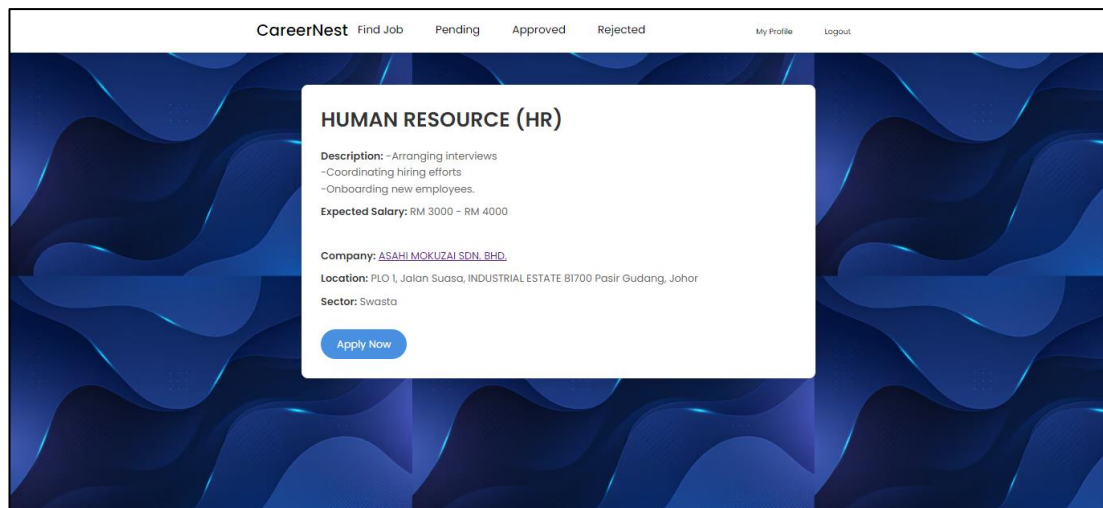 CareerNest Find Job Pending Approved Rejected My Profile Logout
HUMAN RESOURCE (HR)
Description: -Arranging interviews
-Coordinating hiring efforts
-Onboarding new employees.
Expected Salary: RM 3000 - RM 4000
Company: ASAHI MOKUZAI SDN. BHD.
Location: PLO 1, Jalan Suasa, INDUSTRIAL ESTATE 81700 Pasir Gudang, Johor
Sector: Swasta
Apply Now